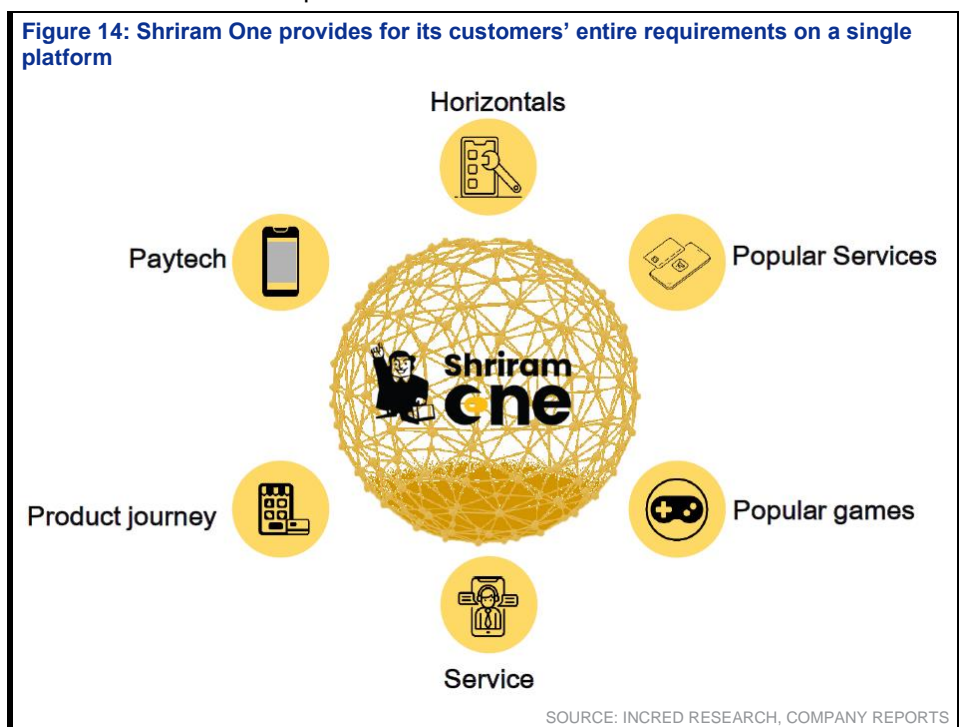 Figure 14: Shriram One provides for its customers’ entire requirements on a single
platform
Horizontals
Paytech
Popular Services
Shriram
One
Product journey
Popular games
Service
SOURCE: INCRED RESEARCH, COMPANY REPORTS